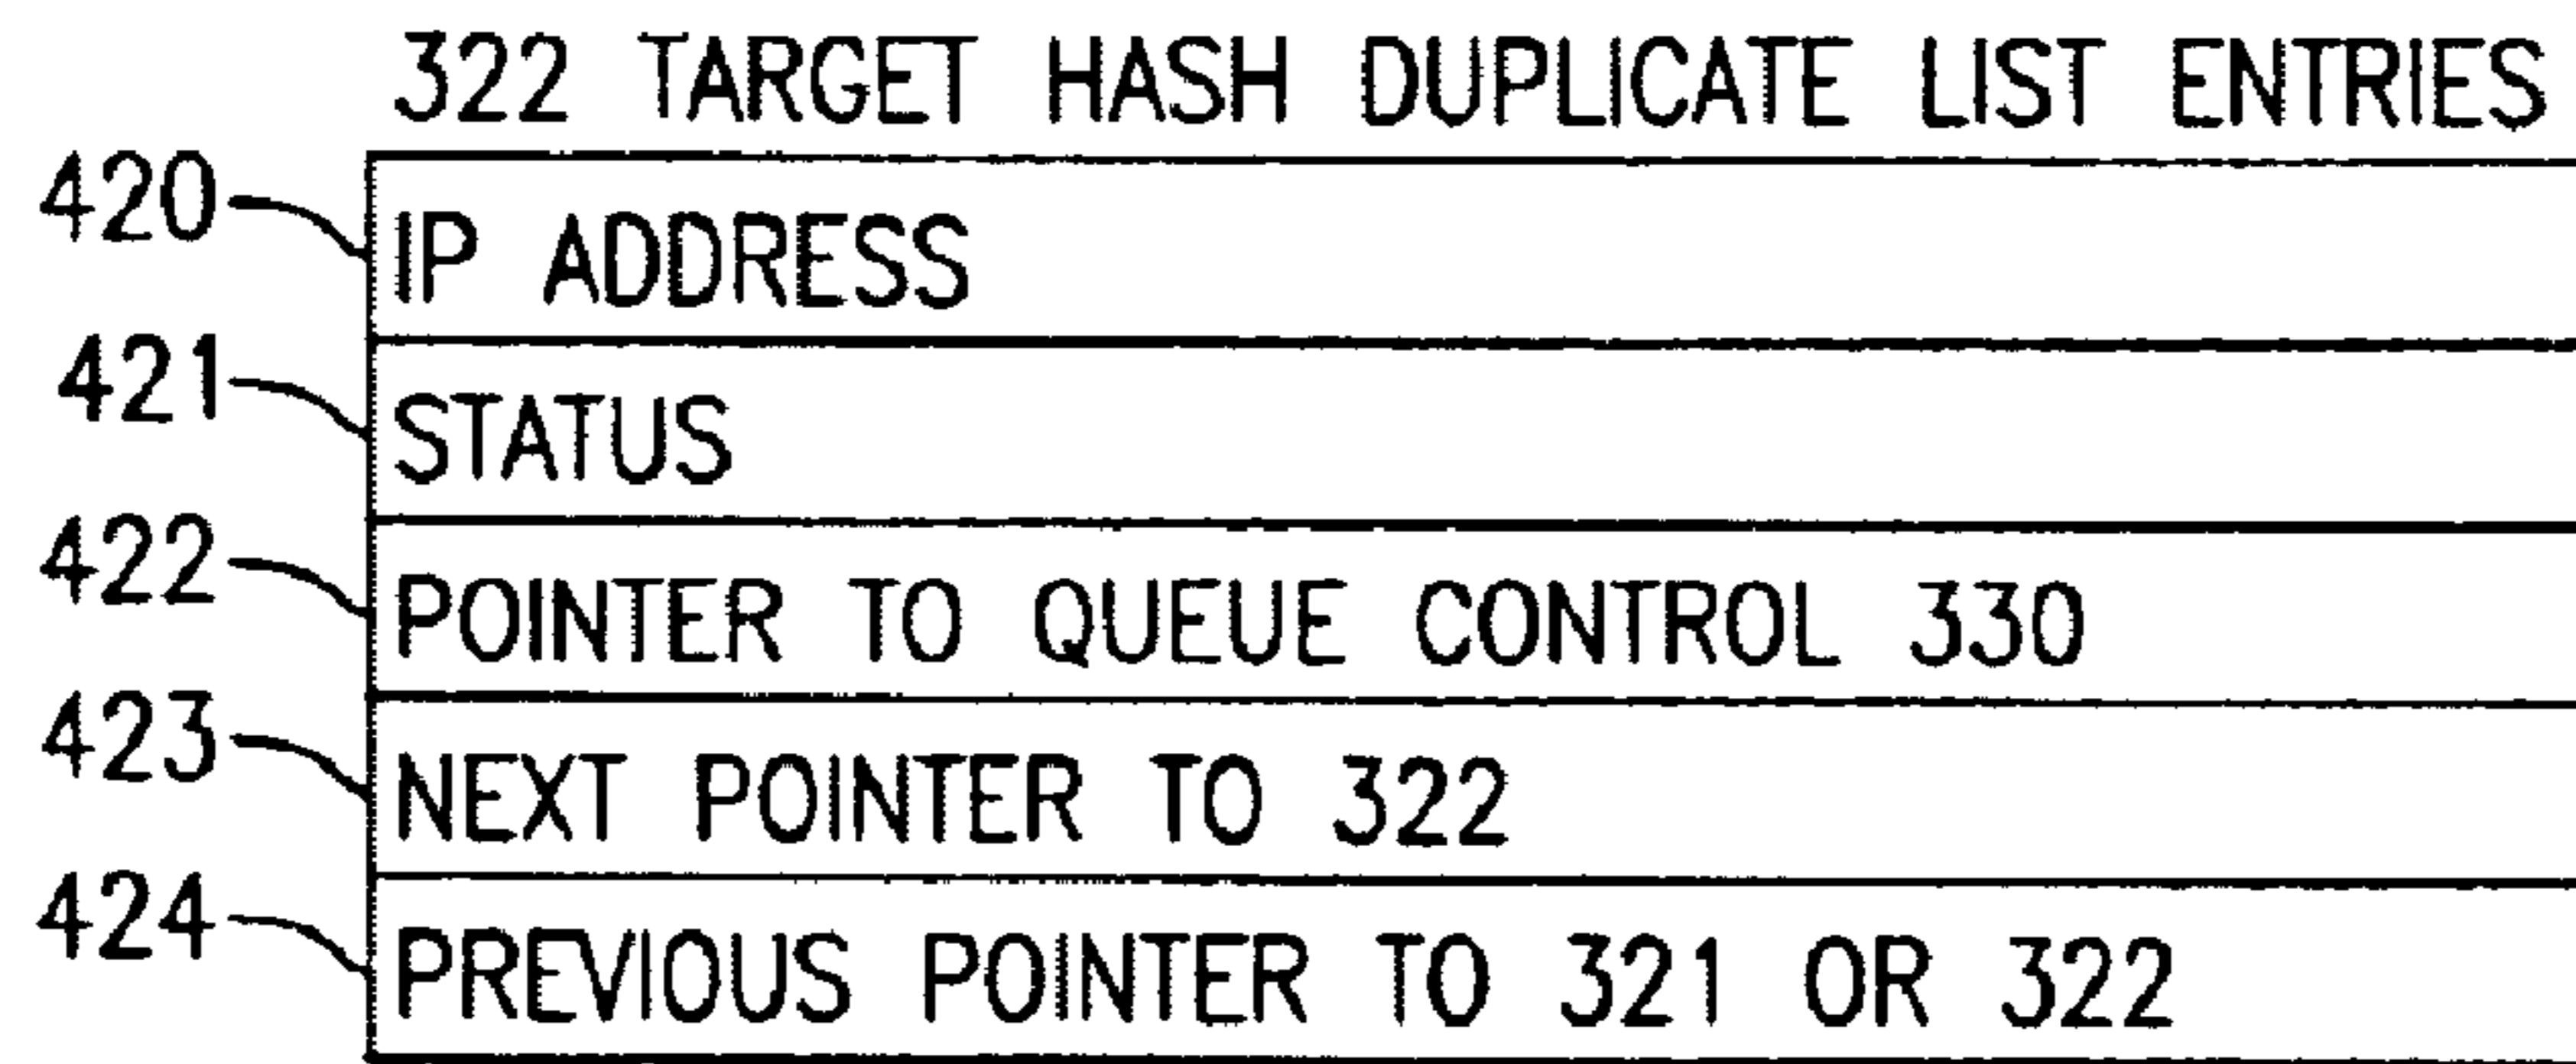 322 TARGET HASH DUPLICATE LIST ENTRIES
420 IP ADDRESS
421 STATUS
422 POINTER TO QUEUE CONTROL 330
423 NEXT POINTER TO 322
424 PREVIOUS POINTER TO 321 OR 322